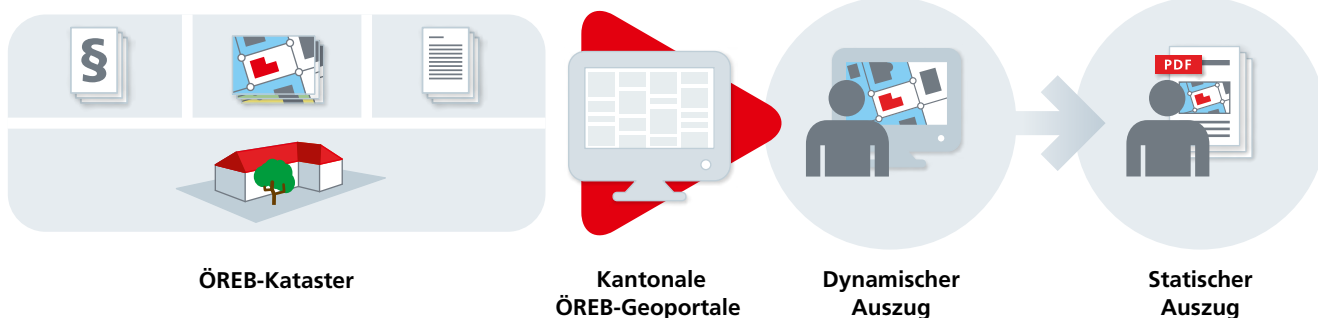 §
PDF
ÖREB-Kataster
Kantonale
ÖREB-Geoportale
Dynamischer
Auszug
Statischer
Auszug